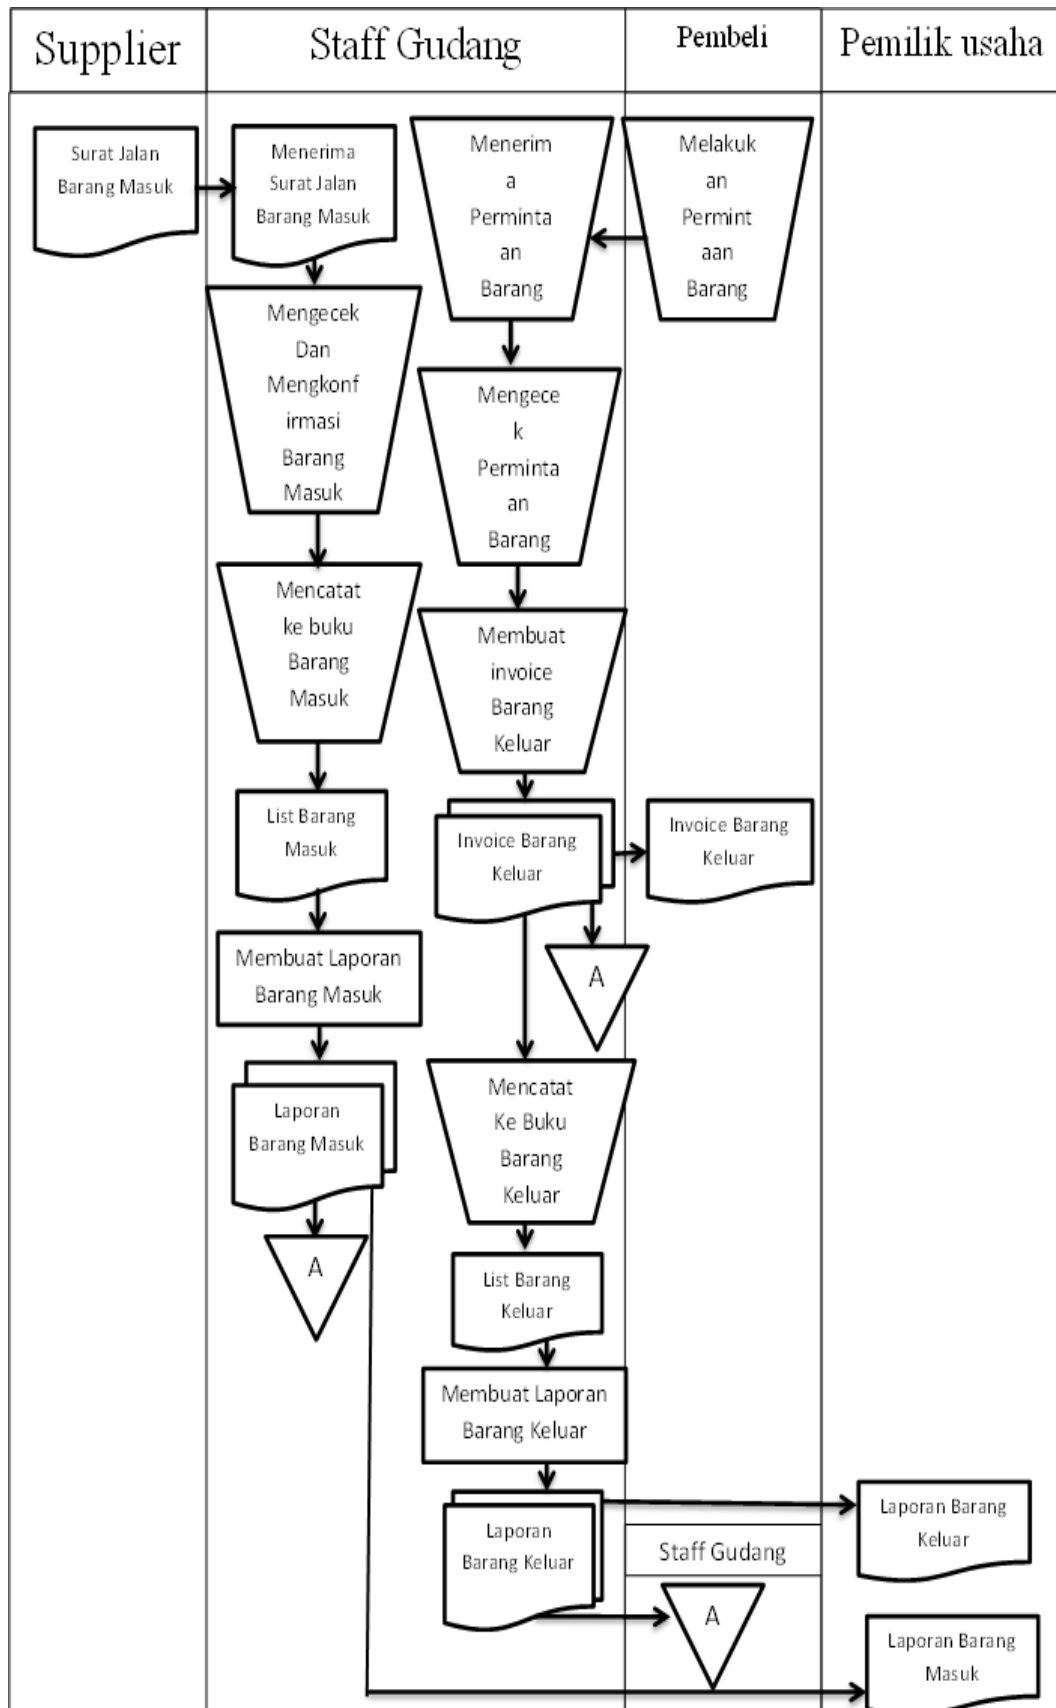 Supplier
Staff Gudang
Pembeli
Pemilik usaha
Surat Jalan
Barang Masuk
Menerima
Surat Jalan
Barang Masuk
Mengecek
Dan
Mengkonf
irmasi
Barang
Masuk
Mencatat
ke buku
Barang
Masuk
List Barang
Masuk
Membuat Laporan
Barang Masuk
Laporan
Barang Masuk
A
Menerim
a
Perminta
an
Barang
Mengece
k
Perminta
an
Barang
Membuat
invoice
Barang
Keluar
Invoice Barang
Keluar
A
Mencatat
Ke Buku
Barang
Keluar
List Barang
Keluar
Membuat Laporan
Barang Keluar
Laporan
Barang Keluar
Melakuk
an
Permint
aan
Barang
Invoice Barang
Keluar
Staff Gudang
A
Laporan Barang
Keluar
Laporan Barang
Masuk